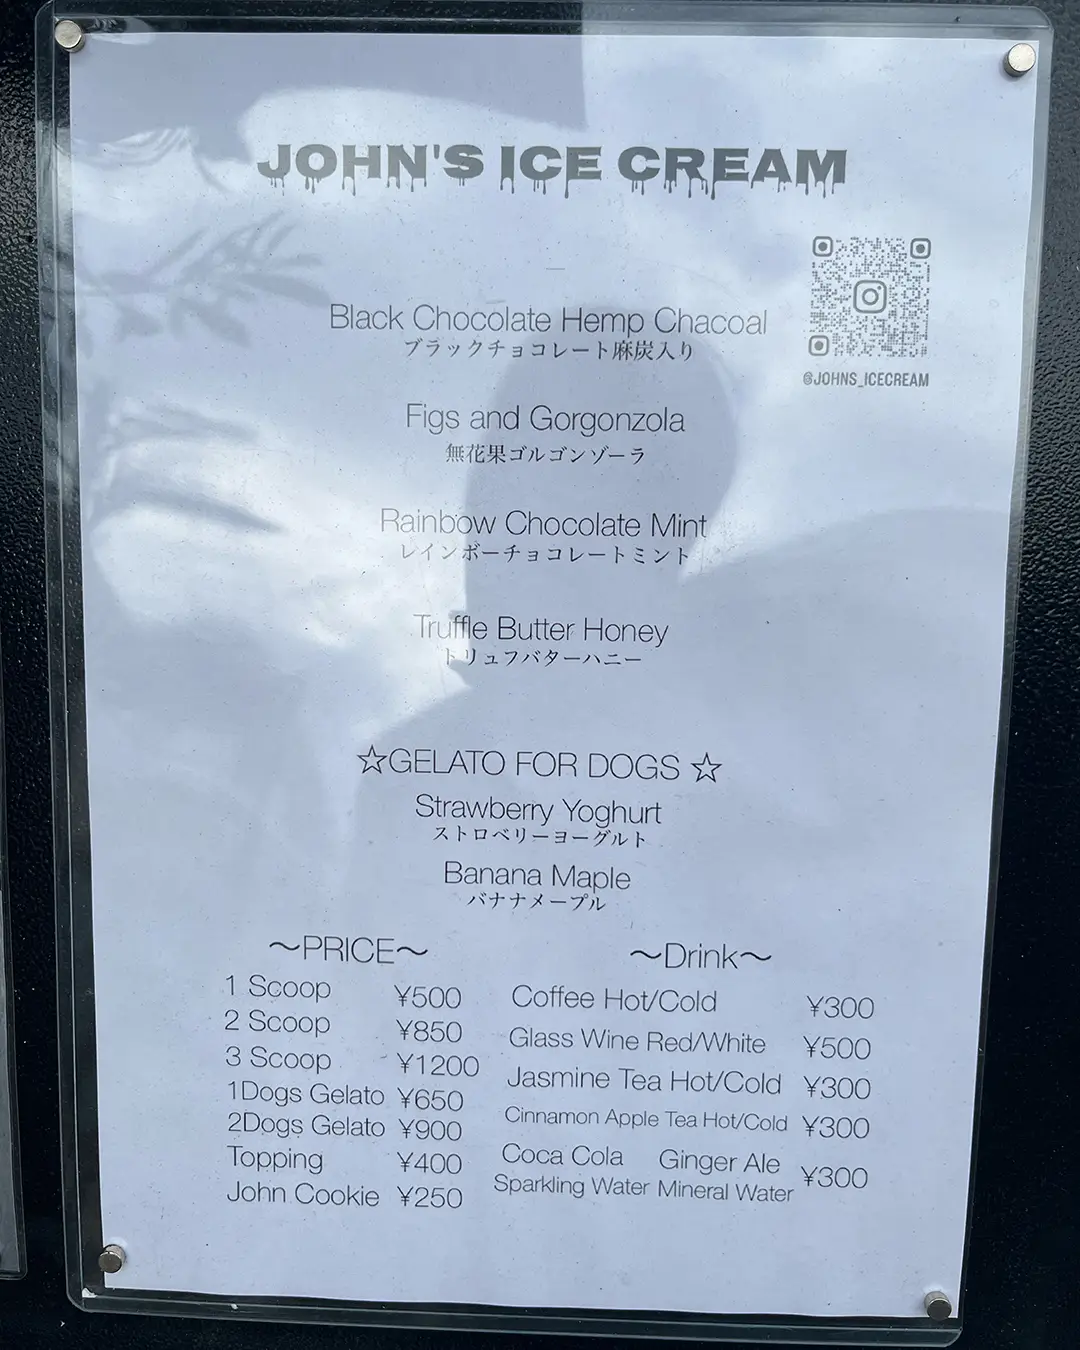 JOHN'S ICE CREAM
Black Chocolate Hemp Chacoal
ブラックチョコレート麻炭入り
@JOHNS_ICECREAM
Figs and Gorgonzola
無花果ゴルゴンゾーラ
Rainbow Chocolate Mint
レインボーチョコレートミント
Truffle Butter Honey
トリュフバターハニー
☆GELATO FOR DOGS ☆
Strawberry Yoghurt
ストロベリーヨーグルト
Banana Maple
バナナメープル
〜PRICE〜
1 Scoop ¥500
2 Scoop ¥850
3 Scoop ¥1200
1Dogs Gelato ¥650
2Dogs Gelato ¥900
Topping ¥400
John Cookie ¥250
〜Drink〜
Coffee Hot/Cold ¥300
Glass Wine Red/White ¥500
Jasmine Tea Hot/Cold ¥300
Cinnamon Apple Tea Hot/Cold ¥300
Coca Cola Ginger Ale ¥300
Sparkling Water Mineral Water